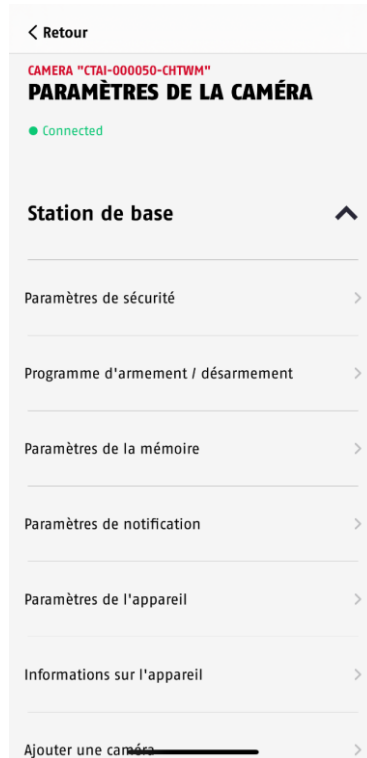 Retour
CAMERA "CTAI-000050-CHTWM"
PARAMÈTRES DE LA CAMÉRA
Connected
Station de base
Paramètres de sécurité
Programme d'armement / désarmement
Paramètres de la mémoire
Paramètres de notification
Paramètres de l'appareil
Informations sur l'appareil
Ajouter une caméra